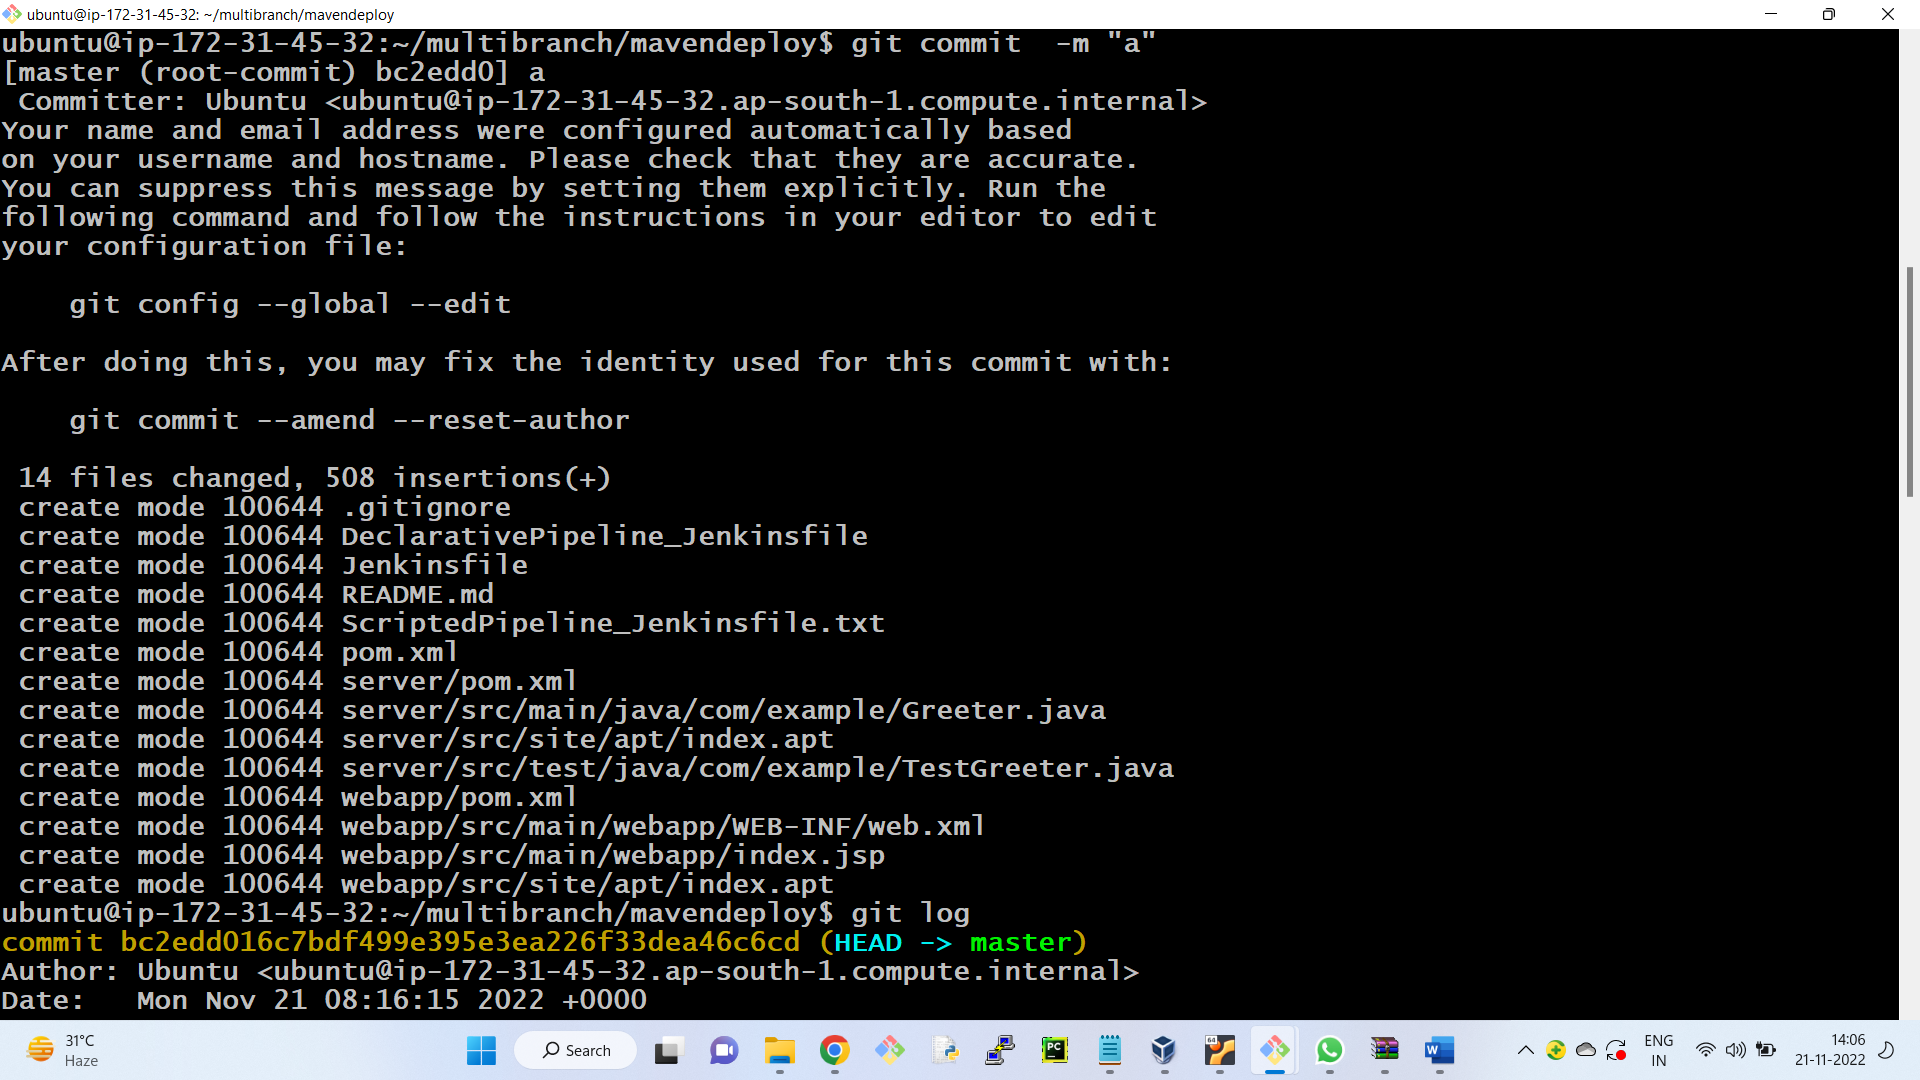 ubuntu@ip-172-31-45-32: ~/multibranch/mavendeploy
ubuntu@ip-172-31-45-32:~/multibranch/mavendeploy$ git commit  -m "a"
[master (root-commit) bc2edd0] a
 Committer: Ubuntu <ubuntu@ip-172-31-45-32.ap-south-1.compute.internal>
Your name and email address were configured automatically based
on your username and hostname. Please check that they are accurate.
You can suppress this message by setting them explicitly. Run the
following command and follow the instructions in your editor to edit
your configuration file:
    git config --global --edit
After doing this, you may fix the identity used for this commit with:
    git commit --amend --reset-author
 14 files changed, 508 insertions(+)
 create mode 100644 .gitignore
 create mode 100644 DeclarativePipeline_Jenkinsfile
 create mode 100644 Jenkinsfile
 create mode 100644 README.md
 create mode 100644 ScriptedPipeline_Jenkinsfile.txt
 create mode 100644 pom.xml
 create mode 100644 server/pom.xml
 create mode 100644 server/src/main/java/com/example/Greeter.java
 create mode 100644 server/src/site/apt/index.apt
 create mode 100644 server/src/test/java/com/example/TestGreeter.java
 create mode 100644 webapp/pom.xml
 create mode 100644 webapp/src/main/webapp/WEB-INF/web.xml
 create mode 100644 webapp/src/main/webapp/index.jsp
 create mode 100644 webapp/src/site/apt/index.apt
ubuntu@ip-172-31-45-32:~/multibranch/mavendeploy$ git log
commit bc2edd016c7bdf499e395e3ea226f33dea46c6cd (HEAD -> master)
Author: Ubuntu <ubuntu@ip-172-31-45-32.ap-south-1.compute.internal>
Date:   Mon Nov 21 08:16:15 2022 +0000
31°C
Haze
Search
PC
64
W
ENG
IN
14:06
21-11-2022